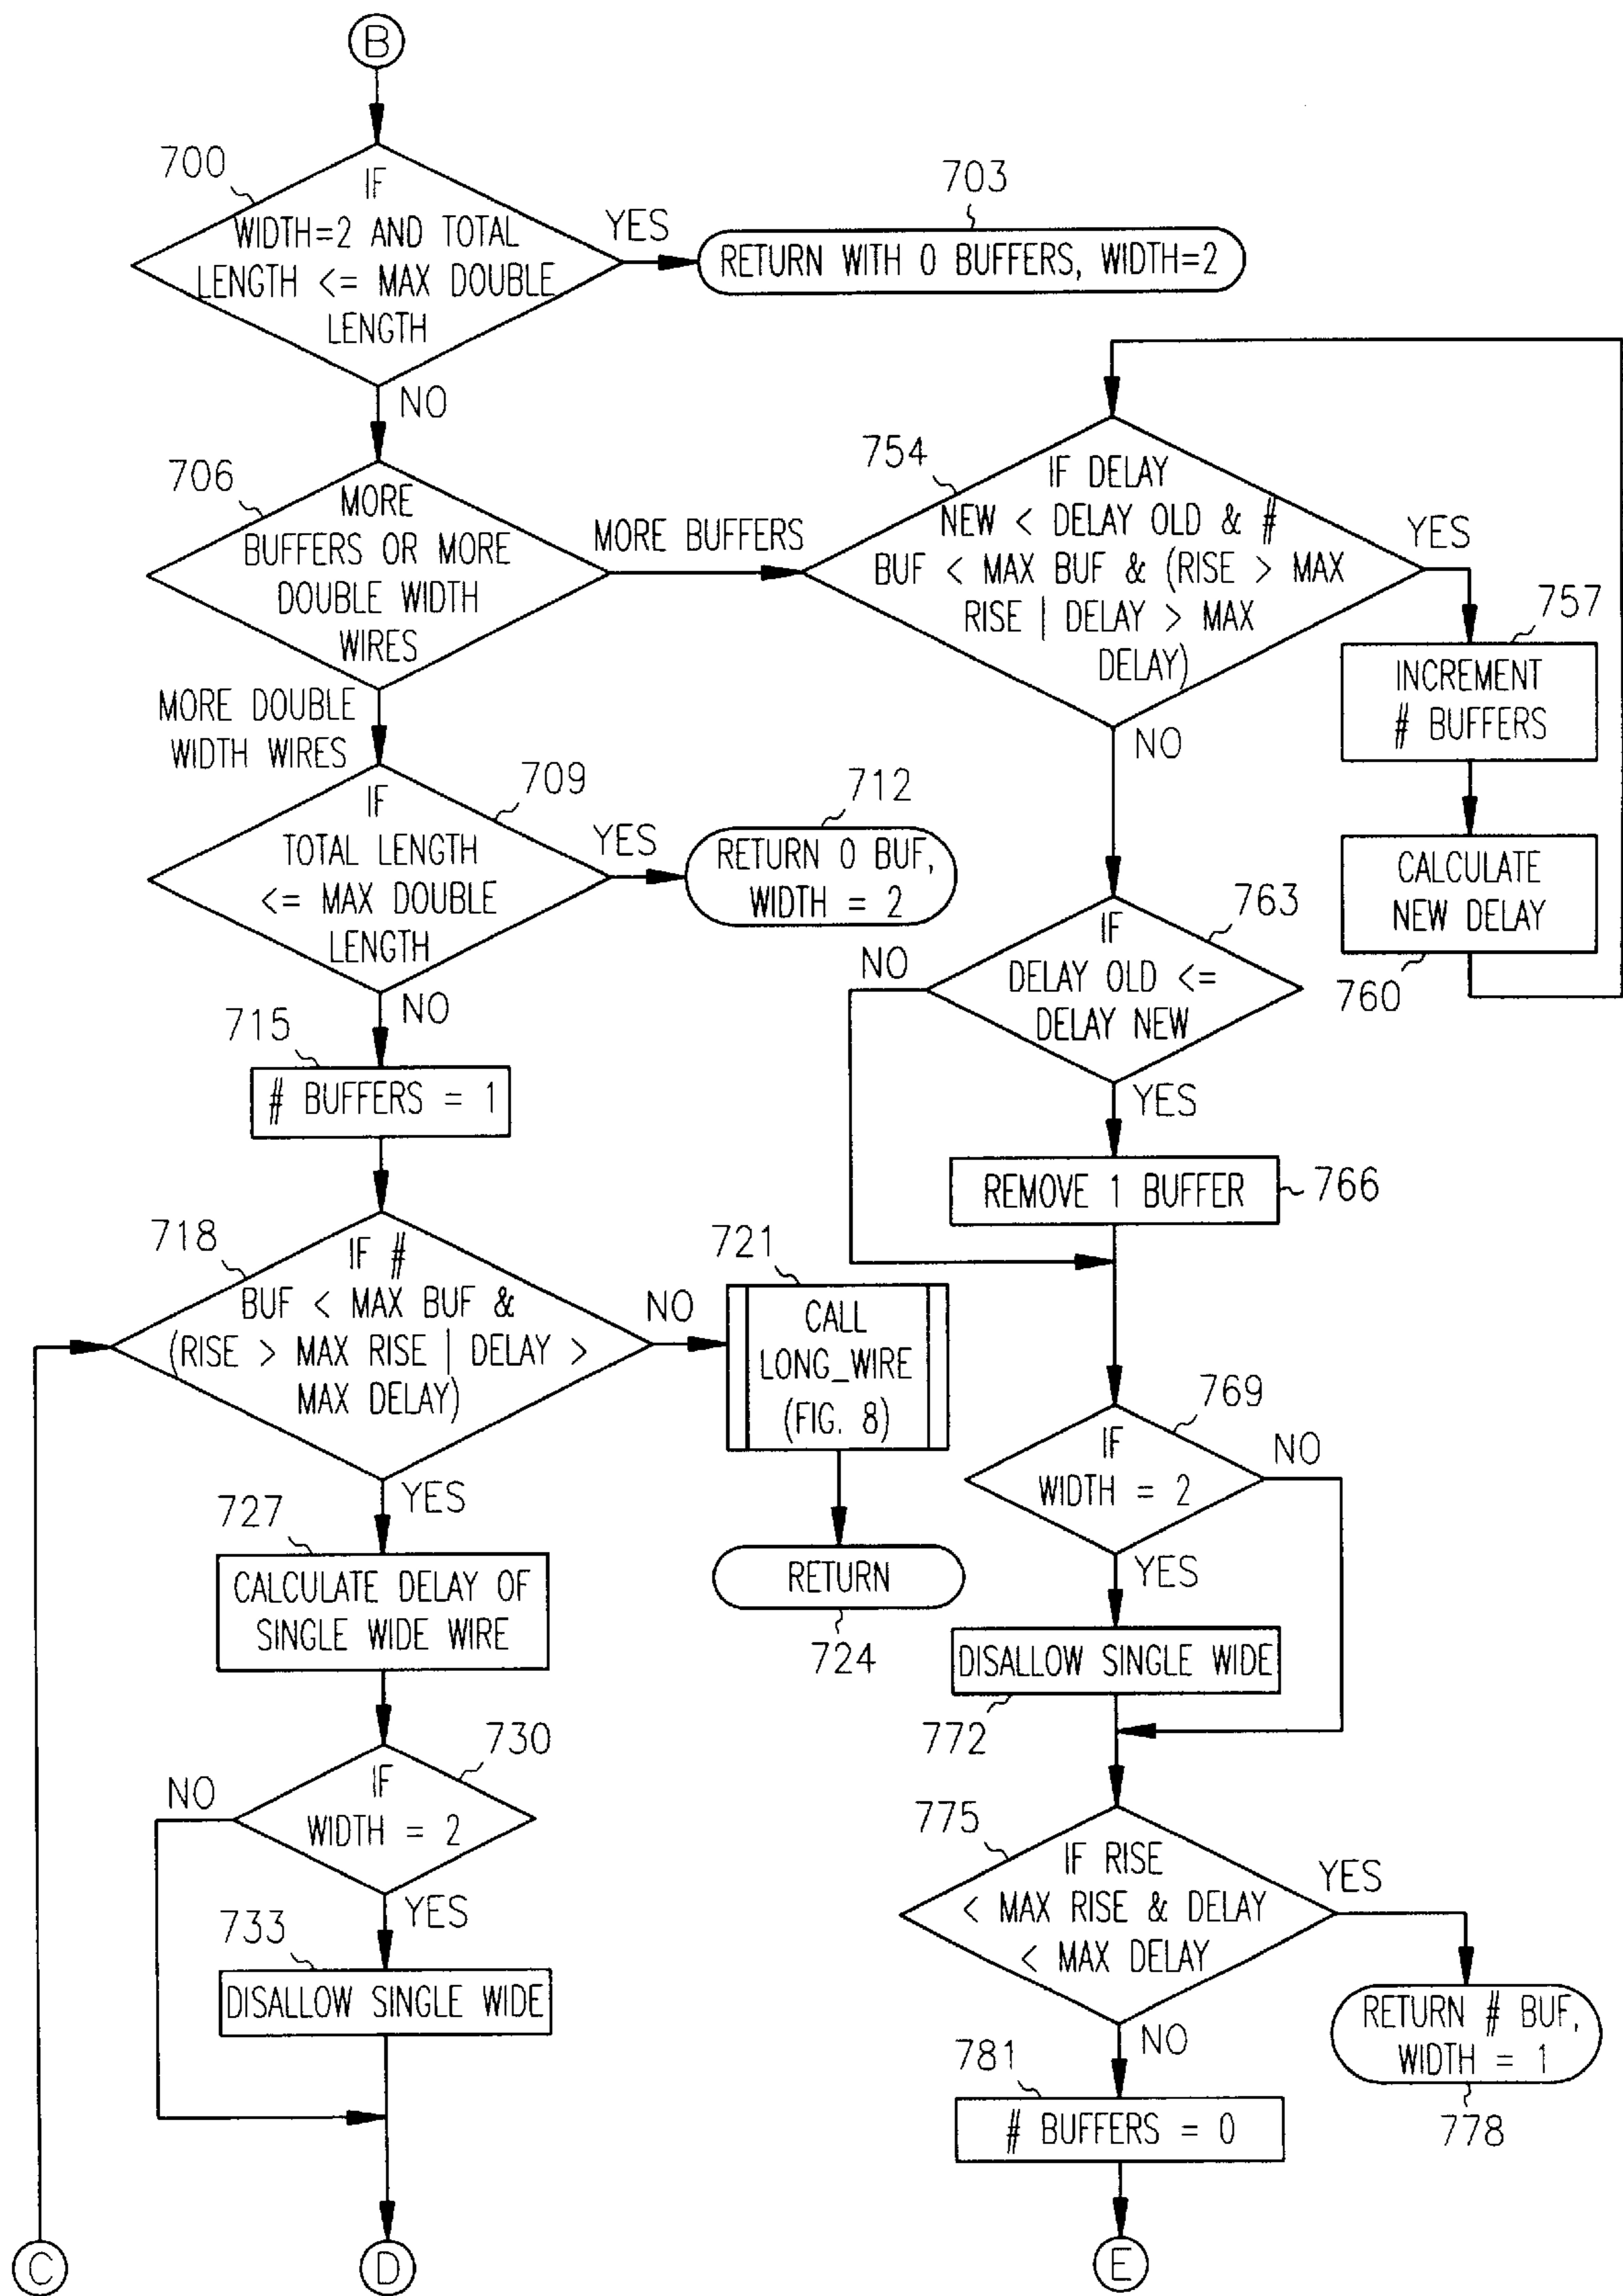 B
700
IF
WIDTH=2 AND TOTAL
LENGTH <= MAX DOUBLE
LENGTH
YES
703
RETURN WITH 0 BUFFERS, WIDTH=2
NO
706
MORE
BUFFERS OR MORE
DOUBLE WIDTH
WIRES
MORE BUFFERS
MORE DOUBLE
WIDTH WIRES
709
IF
TOTAL LENGTH
<= MAX DOUBLE
LENGTH
YES
712
RETURN 0 BUF,
WIDTH = 2
NO
715
# BUFFERS = 1
718
IF #
BUF < MAX BUF &
(RISE > MAX RISE | DELAY >
MAX DELAY)
NO
721
CALL
LONG_WIRE
(FIG. 8)
RETURN
724
YES
727
CALCULATE DELAY OF
SINGLE WIDE WIRE
730
IF
WIDTH = 2
NO
YES
733
DISALLOW SINGLE WIDE
C
D
754
IF DELAY
NEW < DELAY OLD & #
BUF < MAX BUF & (RISE > MAX
RISE | DELAY > MAX
DELAY)
YES
757
INCREMENT
# BUFFERS
CALCULATE
NEW DELAY
760
NO
763
IF
DELAY OLD <=
DELAY NEW
NO
YES
REMOVE 1 BUFFER
766
769
IF
WIDTH = 2
NO
YES
DISALLOW SINGLE WIDE
772
775
IF RISE
< MAX RISE & DELAY
< MAX DELAY
YES
RETURN # BUF,
WIDTH = 1
778
NO
781
# BUFFERS = 0
E